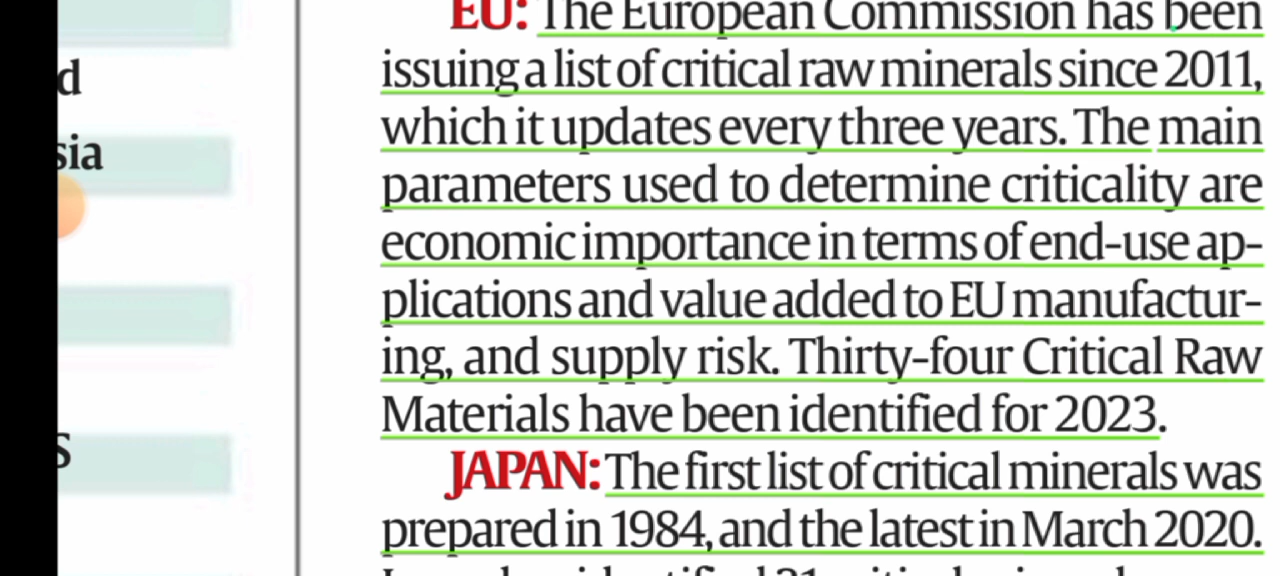 d
sia
S
EU: The European Commission has been
issuing a list of critical raw minerals since 2011,
which it updates every three years. The main
parameters used to determine criticality are
economic importance in terms of end-use ap-
plications and value added to EU manufactur-
ing, and supply risk. Thirty-four Critical Raw
Materials have been identified for 2023.
JAPAN: The first list of critical minerals was
prepared in 1984, and the latest in March 2020.